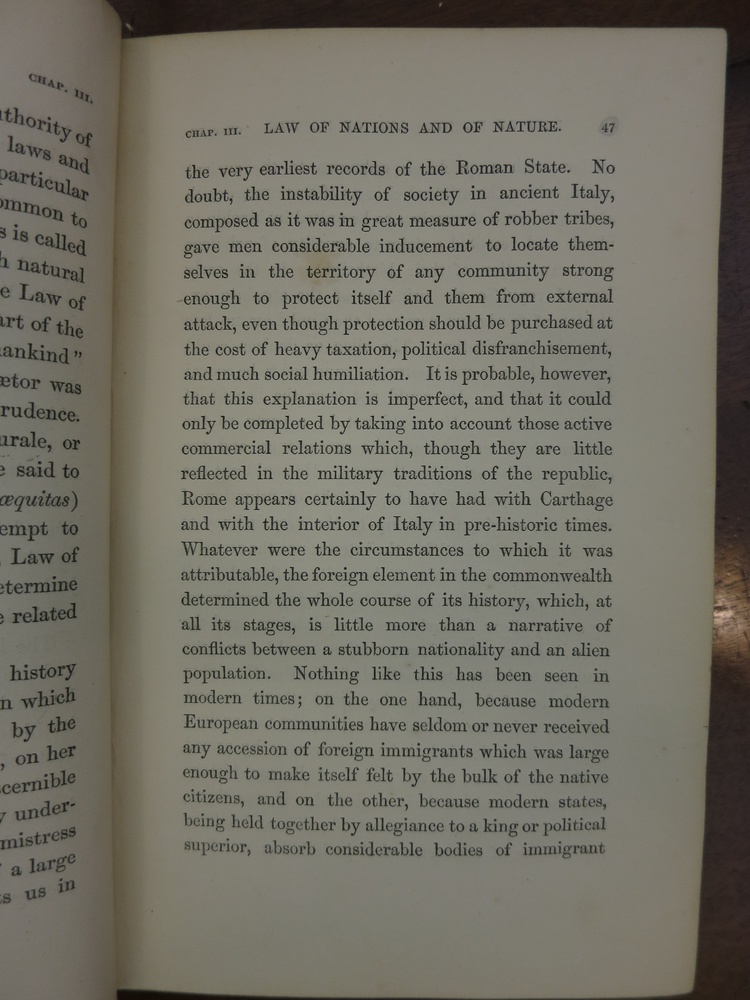 CHAP. III.
thority of
laws and
particular
ommon to
s is called
h natural
e Law of
art of the
ankind"
ætor was
rudence.
urale, or
e said to
æquitas)
empt to
, Law of
etermine
e related
history
n which
by the
, on her
scernible
y under-
mistress
f a large
ts us in
CHAP. III. LAW OF NATIONS AND OF NATURE. 47
the very earliest records of the Roman State. No
doubt, the instability of society in ancient Italy,
composed as it was in great measure of robber tribes,
gave men considerable inducement to locate them-
selves in the territory of any community strong
enough to protect itself and them from external
attack, even though protection should be purchased at
the cost of heavy taxation, political disfranchisement,
and much social humiliation. It is probable, however,
that this explanation is imperfect, and that it could
only be completed by taking into account those active
commercial relations which, though they are little
reflected in the military traditions of the republic,
Rome appears certainly to have had with Carthage
and with the interior of Italy in pre-historic times.
Whatever were the circumstances to which it was
attributable, the foreign element in the commonwealth
determined the whole course of its history, which, at
all its stages, is little more than a narrative of
conflicts between a stubborn nationality and an alien
population. Nothing like this has been seen in
modern times; on the one hand, because modern
European communities have seldom or never received
any accession of foreign immigrants which was large
enough to make itself felt by the bulk of the native
citizens, and on the other, because modern states,
being held together by allegiance to a king or political
superior, absorb considerable bodies of immigrant